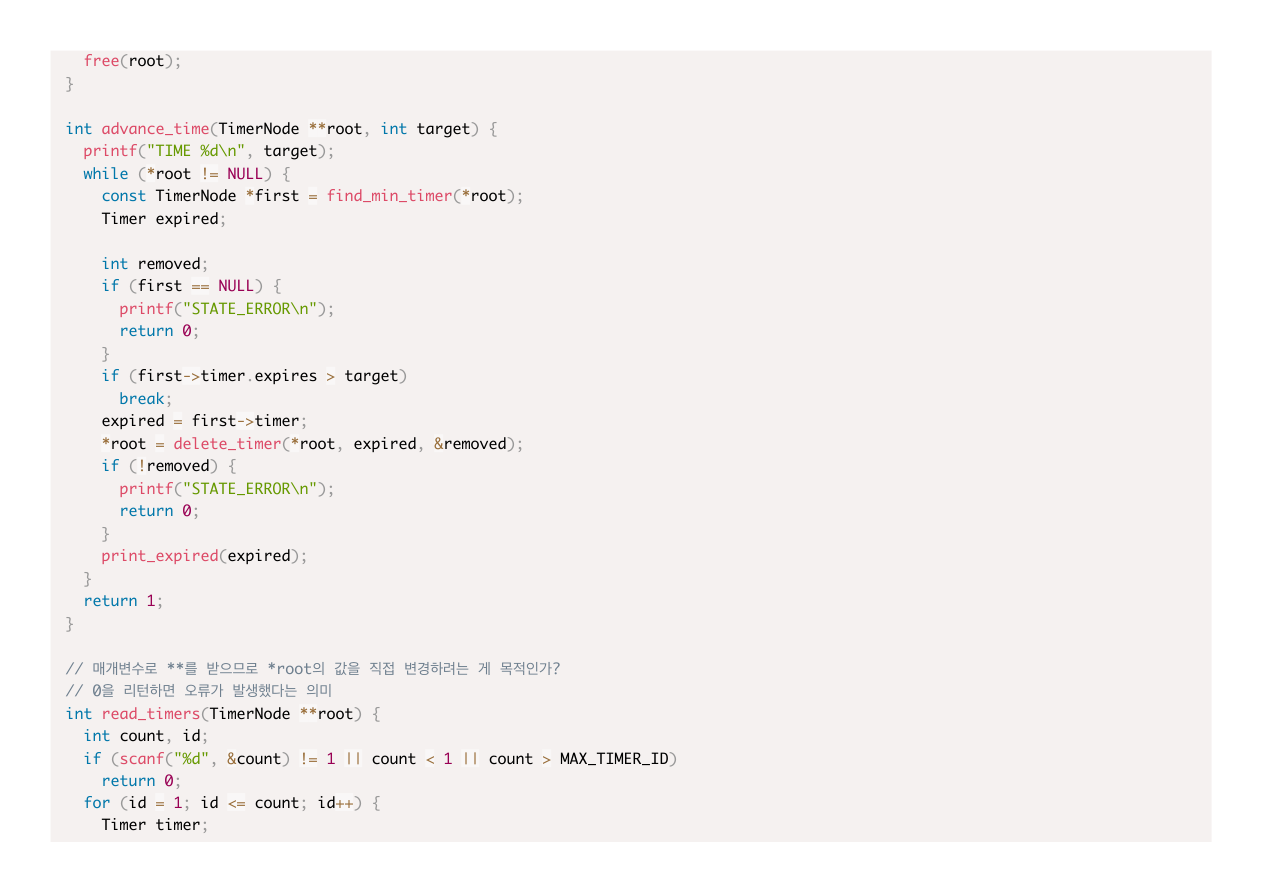 free(root);
}

int advance_time(TimerNode **root, int target) {
  printf("TIME %d\n", target);
  while (*root != NULL) {
    const TimerNode *first = find_min_timer(*root);
    Timer expired;

    int removed;
    if (first == NULL) {
      printf("STATE_ERROR\n");
      return 0;
    }
    if (first->timer.expires > target)
      break;
    expired = first->timer;
    *root = delete_timer(*root, expired, &removed);
    if (!removed) {
      printf("STATE_ERROR\n");
      return 0;
    }
    print_expired(expired);
  }
  return 1;
}

// 매개변수로 **를 받으므로 *root의 값을 직접 변경하려는 게 목적인가?
// 0을 리턴하면 오류가 발생했다는 의미
int read_timers(TimerNode **root) {
  int count, id;
  if (scanf("%d", &count) != 1 || count < 1 || count > MAX_TIMER_ID)
    return 0;
  for (id = 1; id <= count; id++) {
    Timer timer;